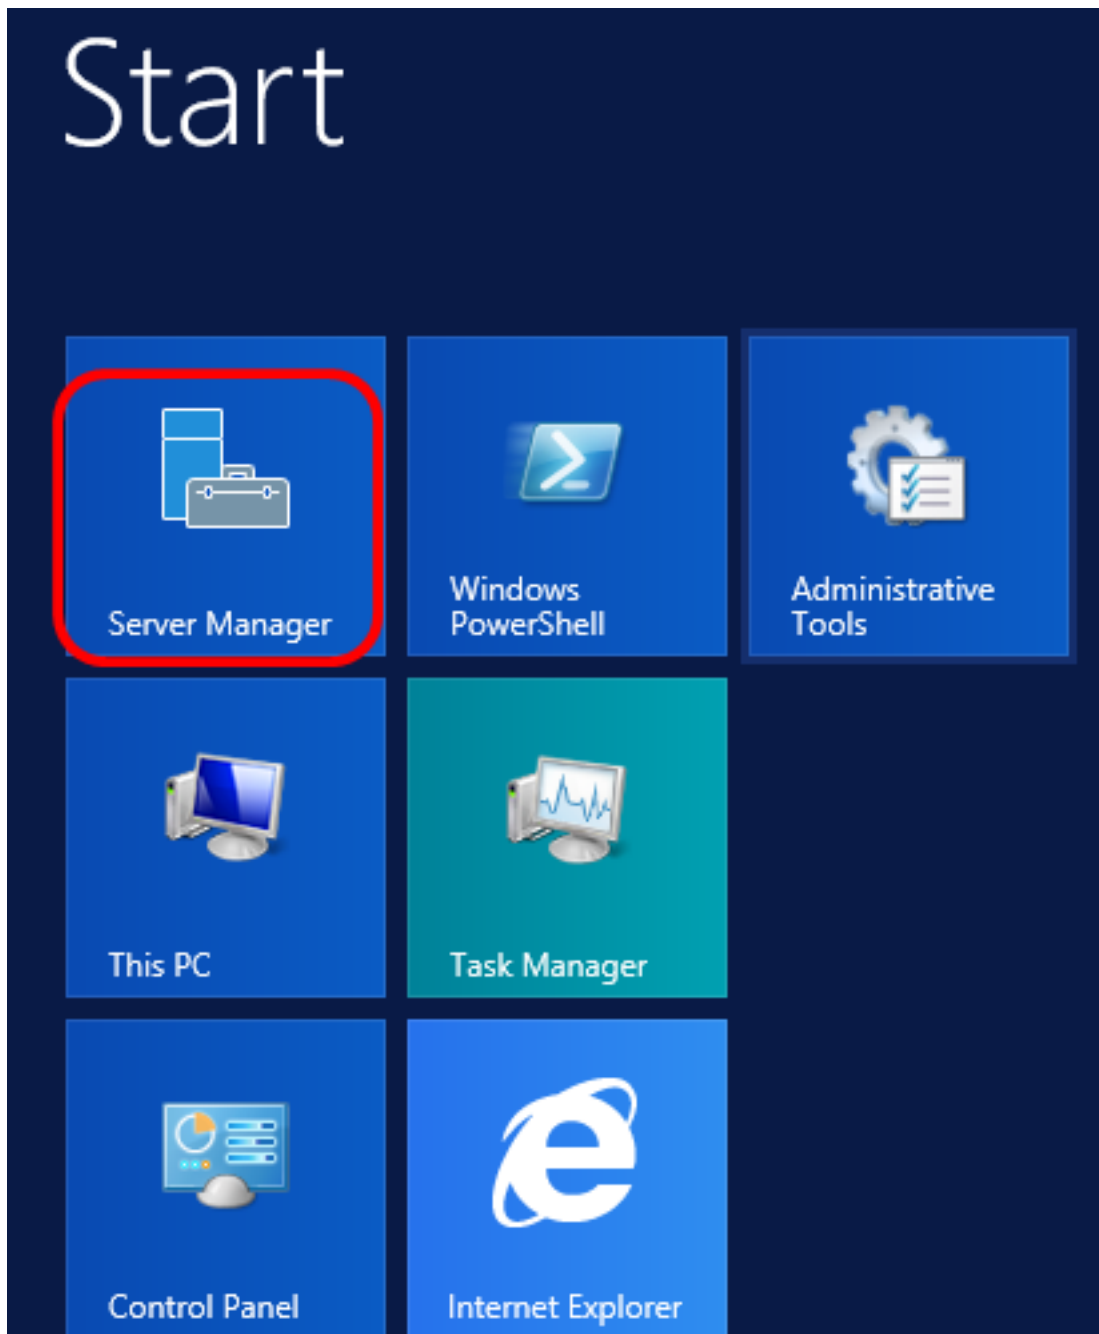 Start
Server Manager
Windows
PowerShell
Administrative
Tools
This PC
Task Manager
Control Panel
Internet Explorer